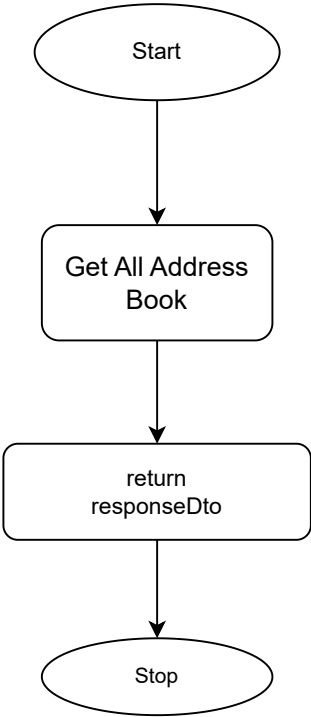 Start
Get All Address
Book
return
responseDto
Stop